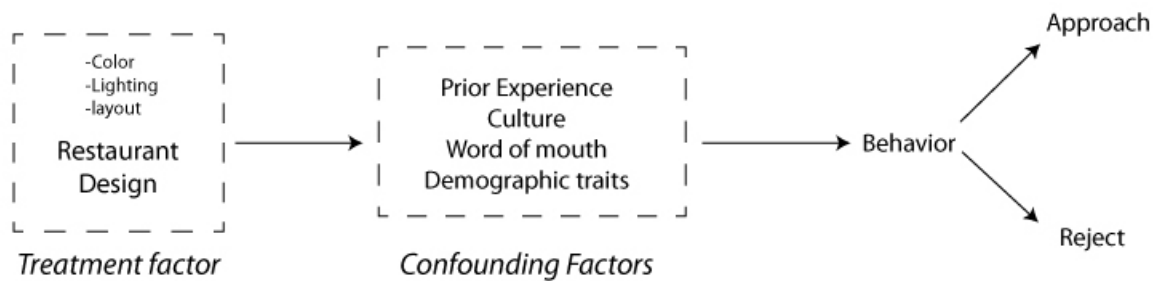 -Color
-Lighting
-layout
Restaurant
Design
Treatment factor
Prior Experience
Culture
Word of mouth
Demographic traits
Confounding Factors
Behavior
Approach
Reject